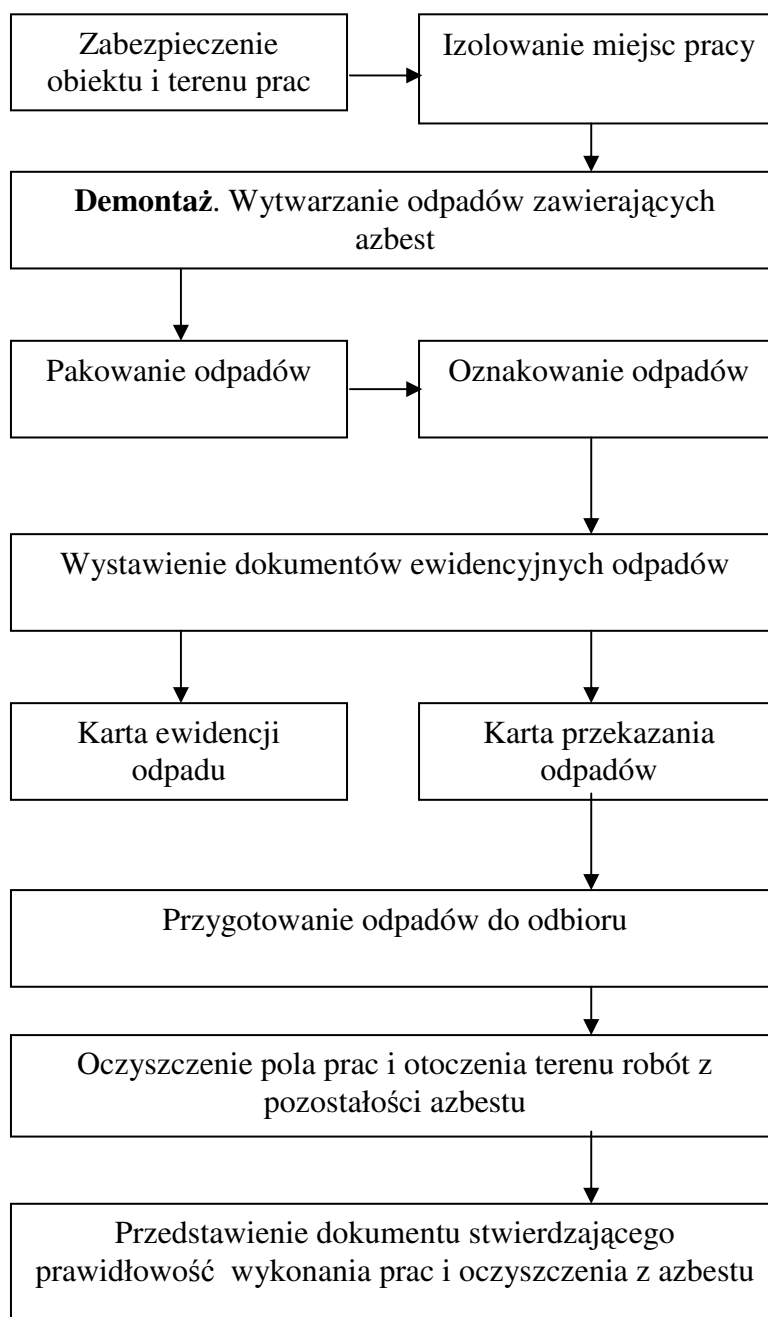 Zabezpieczenie
obiektu i terenu prac
Izolowanie miejsc pracy
Demontaż. Wytwarzanie odpadów zawierających
azbest
Pakowanie odpadów
Oznakowanie odpadów
Wystawienie dokumentów ewidencyjnych odpadów
Karta ewidencji
odpadu
Karta przekazania
odpadów
Przygotowanie odpadów do odbioru
Oczyszczenie pola prac i otoczenia terenu robót z
pozostałości azbestu
Przedstawienie dokumentu stwierdzającego
prawidłowość wykonania prac i oczyszczenia z azbestu